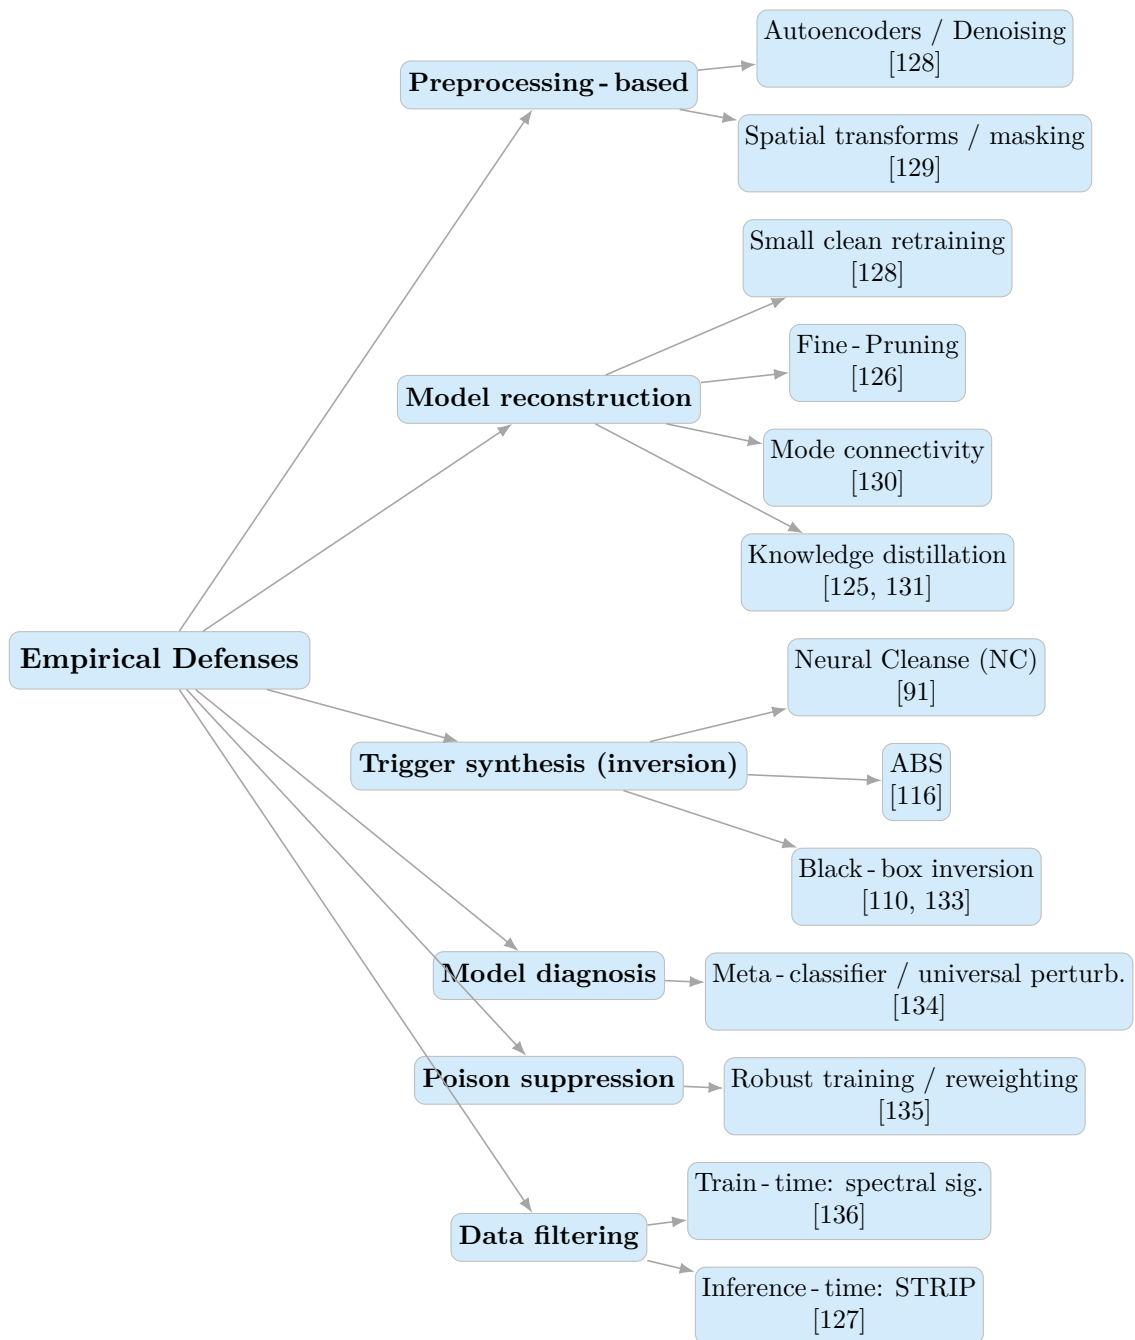 Empirical Defenses
Preprocessing-based
Autoencoders / Denoising
[128]
Spatial transforms / masking
[129]
Model reconstruction
Small clean retraining
[128]
Fine-Pruning
[126]
Mode connectivity
[130]
Knowledge distillation
[125, 131]
Trigger synthesis (inversion)
Neural Cleanse (NC)
[91]
ABS
[116]
Black-box inversion
[110, 133]
Model diagnosis
Meta-classifier / universal perturb.
[134]
Poison suppression
Robust training / reweighting
[135]
Data filtering
Train-time: spectral sig.
[136]
Inference-time: STRIP
[127]